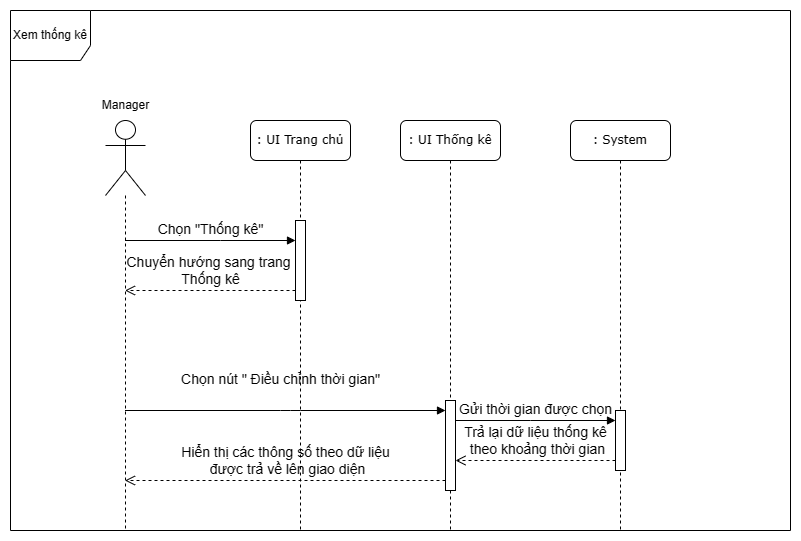 Xem thống kê
Manager
: UI Trang chủ
: UI Thống kê
: System
Chọn "Thống kê"
Chuyển hướng sang trang
Thống kê
Chọn nút " Điều chỉnh thời gian"
Gửi thời gian được chọn
Trả lại dữ liệu thống kê
theo khoảng thời gian
Hiển thị các thông số theo dữ liệu
được trả về lên giao diện